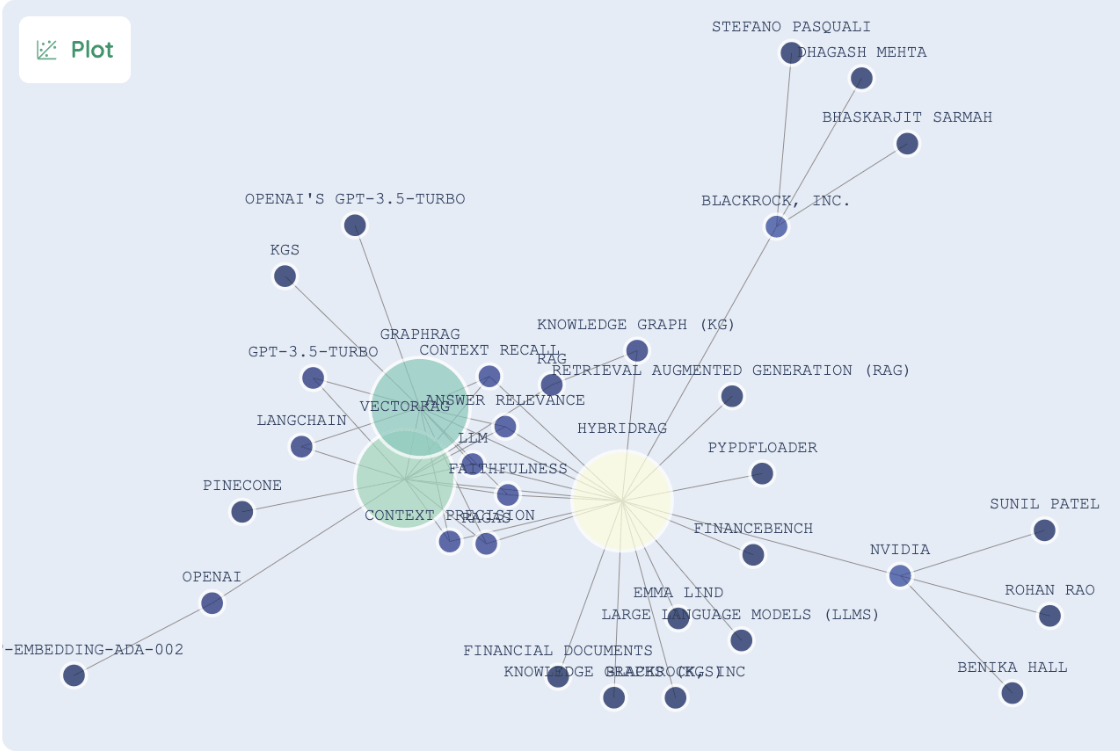 Plot
STEFANO PASQUALI
DHAGASH MEHTA
BHASKARJIT SARMAH
OPENAI'S GPT-3.5-TURBO
BLACKROCK, INC.
KGS
KNOWLEDGE GRAPH (KG)
GRAPHRAG
GPT-3.5-TURBO
CONTEXT RECALL
RAG
RETRIEVAL AUGMENTED GENERATION (RAG)
ANSWER RELEVANCE
VECTORRAG
LANGCHAIN
HYBRIDRAG
LLM
PYPDFLOADER
FAITHFULNESS
PINECONE
SUNIL PATEL
CONTEXT PRECISION
RAGAS
FINANCEBENCH
NVIDIA
OPENAI
ROHAN RAO
EMMA LIND
LARGE LANGUAGE MODELS (LLMS)
-EMBEDDING-ADA-002
FINANCIAL DOCUMENTS
BENIKA HALL
KNOWLEDGE GRAPHS (KGS)
BLACKROCK, INC